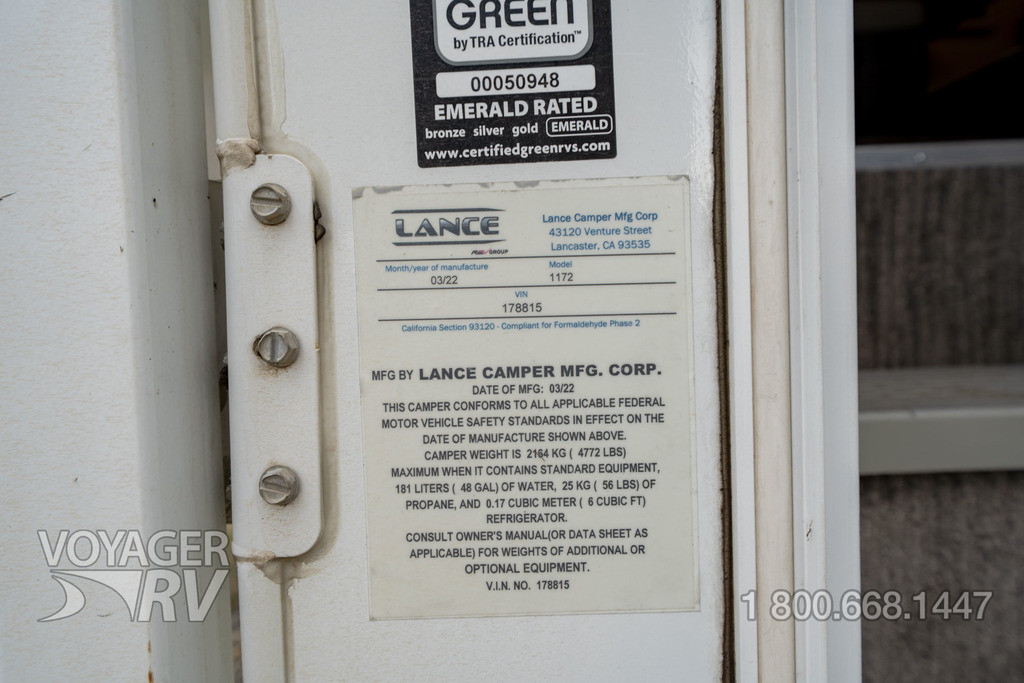 GREEN
by TRA Certification™
00050948
EMERALD RATED
bronze silver gold EMERALD
www.certifiedgreenrvs.com
LANCE
GROUP
Lance Camper Mfg Corp
43120 Venture Street
Lancaster, CA 93535
Month/year of manufacture
03/22
Model
1172
VIN
178815
California Section 93120 - Compliant for Formaldehyde Phase 2
MFG BY LANCE CAMPER MFG. CORP.
DATE OF MFG: 03/22
THIS CAMPER CONFORMS TO ALL APPLICABLE FEDERAL
MOTOR VEHICLE SAFETY STANDARDS IN EFFECT ON THE
DATE OF MANUFACTURE SHOWN ABOVE.
CAMPER WEIGHT IS 2164 KG ( 4772 LBS)
MAXIMUM WHEN IT CONTAINS STANDARD EQUIPMENT,
181 LITERS ( 48 GAL) OF WATER, 25 KG ( 56 LBS) OF
PROPANE, AND 0.17 CUBIC METER ( 6 CUBIC FT)
REFRIGERATOR.
CONSULT OWNER'S MANUAL(OR DATA SHEET AS
APPLICABLE) FOR WEIGHTS OF ADDITIONAL OR
OPTIONAL EQUIPMENT.
V.I.N. NO. 178815
VOYAGER
RV
1 800.668.1447